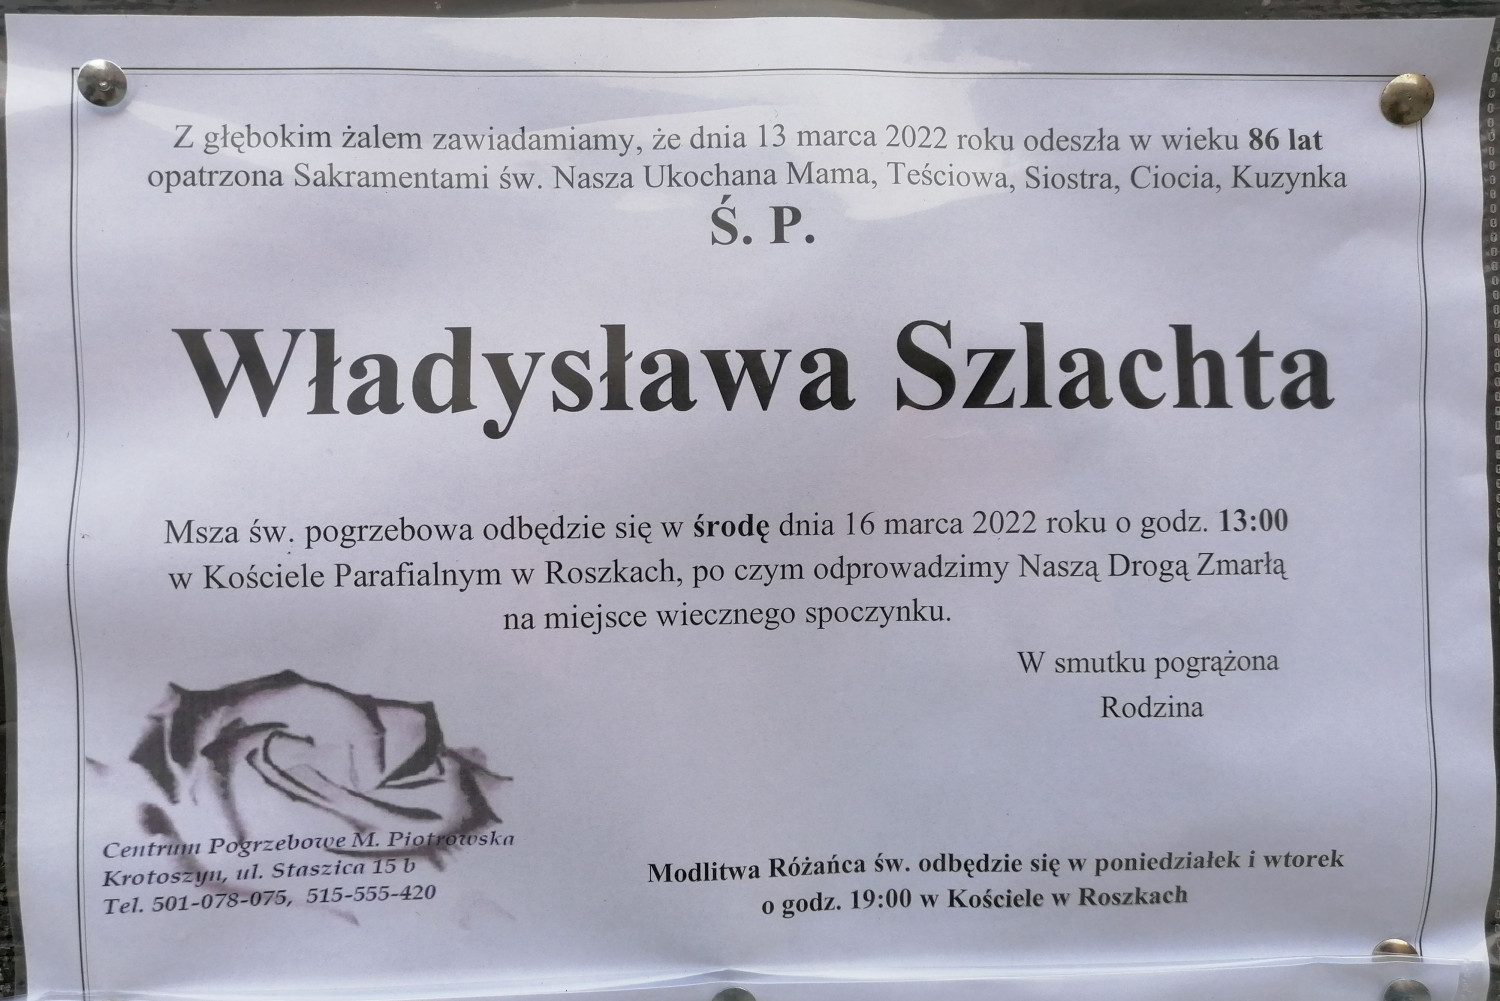 Z głębokim żalem zawiadamiamy, że dnia 13 marca 2022 roku odeszła w wieku 86 lat
opatrzona Sakramentami św. Nasza Ukochana Mama, Teściowa, Siostra, Ciocia, Kuzynka
Ś. P.
Władysława Szlachta
Msza św. pogrzebowa odbędzie się w środę dnia 16 marca 2022 roku o godz. 13:00
w Kościele Parafialnym w Roszkach, po czym odprowadzimy Naszą Drogą Zmarłą
na miejsce wiecznego spoczynku.
W smutku pogrążona
Rodzina
Centrum Pogrzebowe M. Piotrowska
Krotoszyn, ul. Staszica 15 b
Tel. 501-078-075, 515-555-420
Modlitwa Różańca św. odbędzie się w poniedziałek i wtorek
o godz. 19:00 w Kościele w Roszkach